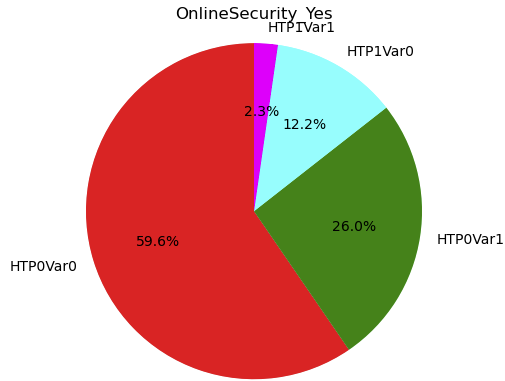 OnlineSecurity_Yes
HTP1Var1
HTP1Var0
2.3%
12.2%
26.0%
HTP0Var1
59.6%
HTP0Var0